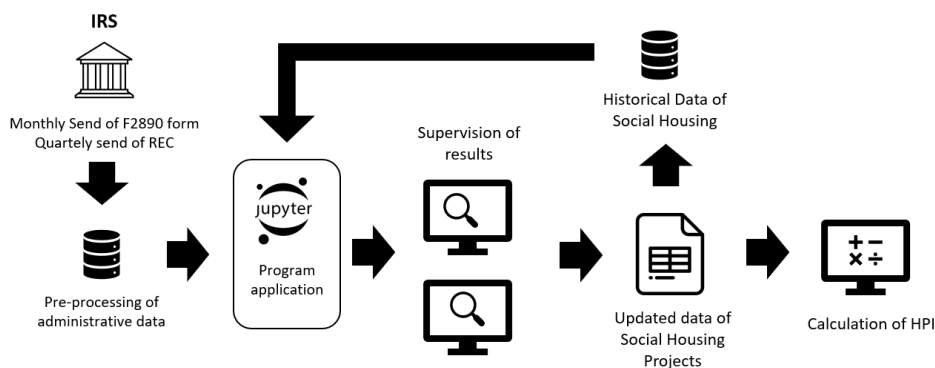 IRS
Monthly Send of F2890 form
Quartely send of REC
Pre-processing of
administrative data
jupyter
Program
application
Supervision of
results
Historical Data of
Social Housing
Updated data of
Social Housing
Projects
+ −
× ÷
Calculation of HPI